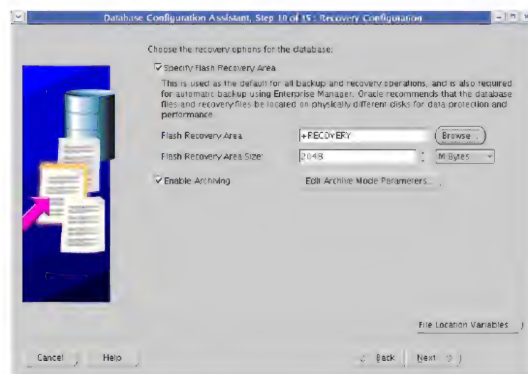 Database Configuration Assistant, Step 10 of 15 : Recovery Configuration
Choose the recovery options for the database:
Specify Flash Recovery Area
This is used as the default for all backup and recovery operations, and is also required
for automatic backup using Enterprise Manager. Oracle recommends that the database
files and recovery files be located on physically different disks for data protection and
performance.
Flash Recovery Area: +RECOVERY Browse...
Flash Recovery Area Size: 2048 M Bytes
Enable Archiving Edit Archive Mode Parameters...
File Location Variables...
Cancel Help Back Next